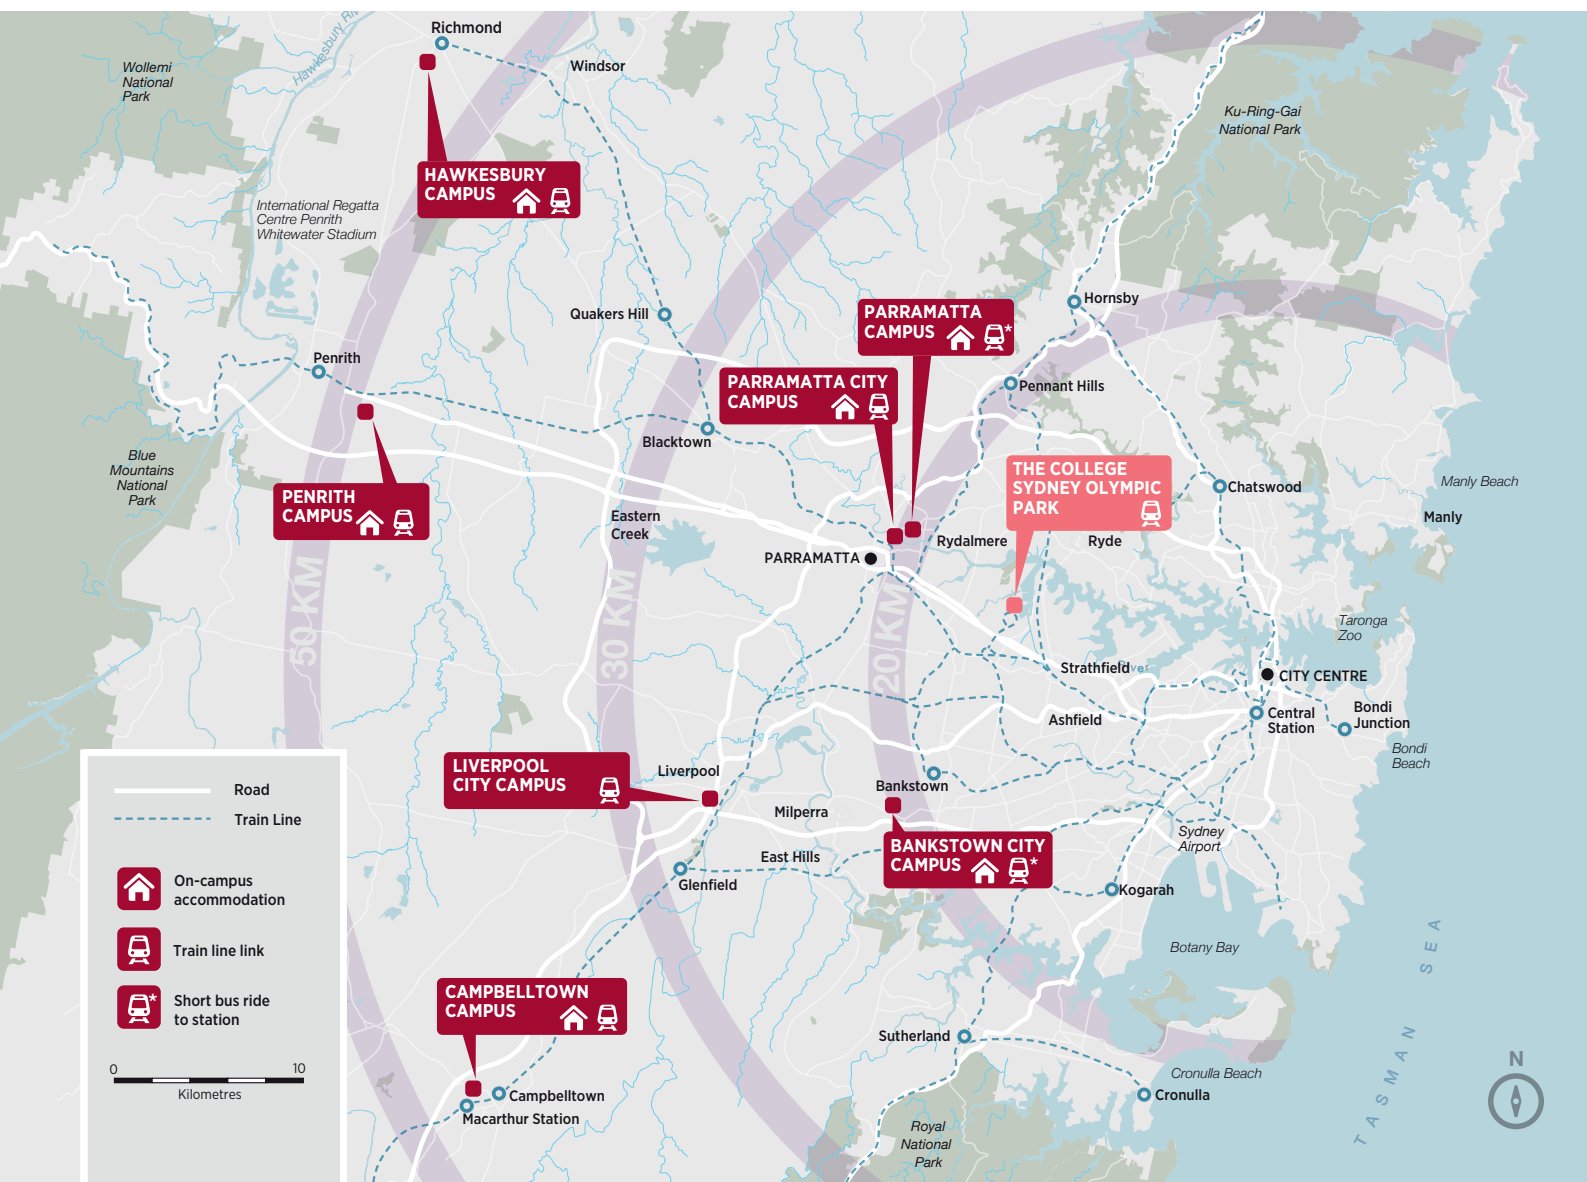 Richmond
Hawkesbury Ri
Windsor
Wollemi
National
Park
Ku-Ring-Gai
National Park
HAWKESBURY
CAMPUS
International Regatta
Centre Penrith
Whitewater Stadium
Hornsby
Quakers Hill
PARRAMATTA
CAMPUS
*
Penrith
PARRAMATTA CITY
CAMPUS
Pennant Hills
Blacktown
Blue
Mountains
National
Park
THE COLLEGE
SYDNEY OLYMPIC
PARK
Chatswood
Manly Beach
PENRITH
CAMPUS
Manly
Eastern
Creek
Rydalmere
Ryde
PARRAMATTA
50 KM
30 KM
20 KM
Taronga
Zoo
Strathfield
iver
CITY CENTRE
Ashfield
Central
Station
Bondi
Junction
Bondi
Beach
LIVERPOOL
CITY CAMPUS
Liverpool
Bankstown
Milperra
Sydney
Airport
BANKSTOWN CITY
CAMPUS
*
East Hills
Glenfield
Kogarah
Botany Bay
TASMAN SEA
CAMPBELLTOWN
CAMPUS
Sutherland
Cronulla Beach
Cronulla
Campbelltown
Macarthur Station
Royal
National
Park
N
Road
Train Line
On-campus
accommodation
Train line link
*
Short bus ride
to station
0 10
Kilometres